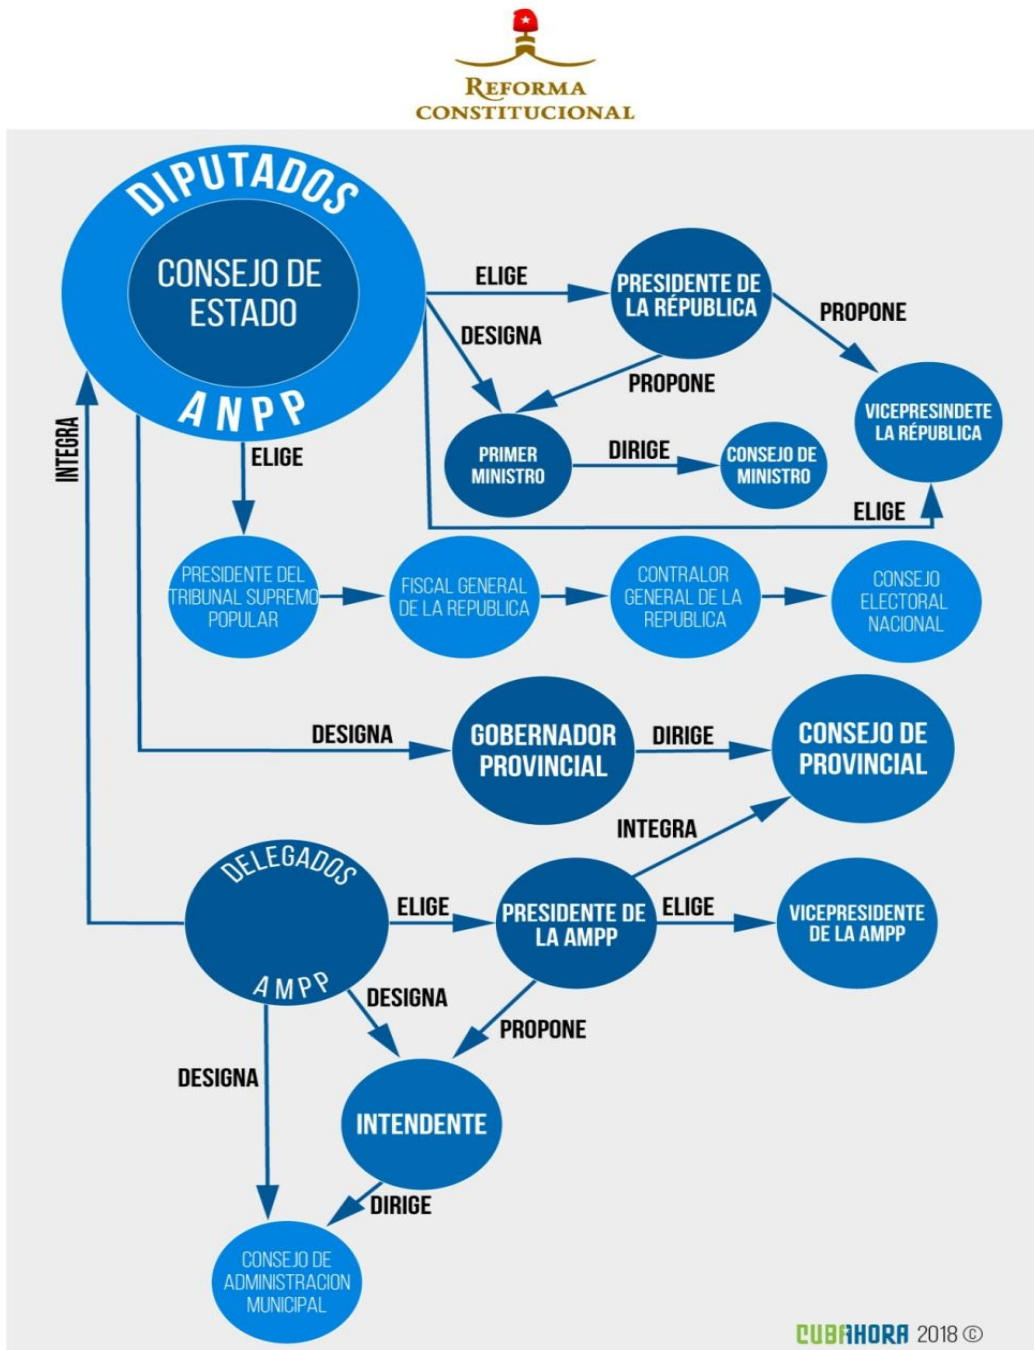 REFORMA
CONSTITUCIONAL
DIPUTADOS
CONSEJO DE
ESTADO
ANPP
ELIGE
PRESIDENTE DE
LA RÉPUBLICA
PROPONE
DESIGNA
PROPONE
VICEPRESINDETE
LA RÉPUBLICA
INTEGRA
ELIGE
PRIMER
MINISTRO
DIRIGE
CONSEJO DE
MINISTRO
ELIGE
PRESIDENTE DEL
TRIBUNAL SUPREMO
POPULAR
FISCAL GENERAL
DE LA REPUBLICA
CONTRALOR
GENERAL DE LA
REPUBLICA
CONSEJO
ELECTORAL
NACIONAL
DESIGNA
GOBERNADOR
PROVINCIAL
DIRIGE
CONSEJO DE
PROVINCIAL
INTEGRA
DELEGADOS
AMPP
ELIGE
PRESIDENTE DE
LA AMPP
ELIGE
VICEPRESIDENTE
DE LA AMPP
DESIGNA
PROPONE
DESIGNA
INTENDENTE
DIRIGE
CONSEJO DE
ADMINISTRACION
MUNICIPAL
CUBAHORA 2018 ©